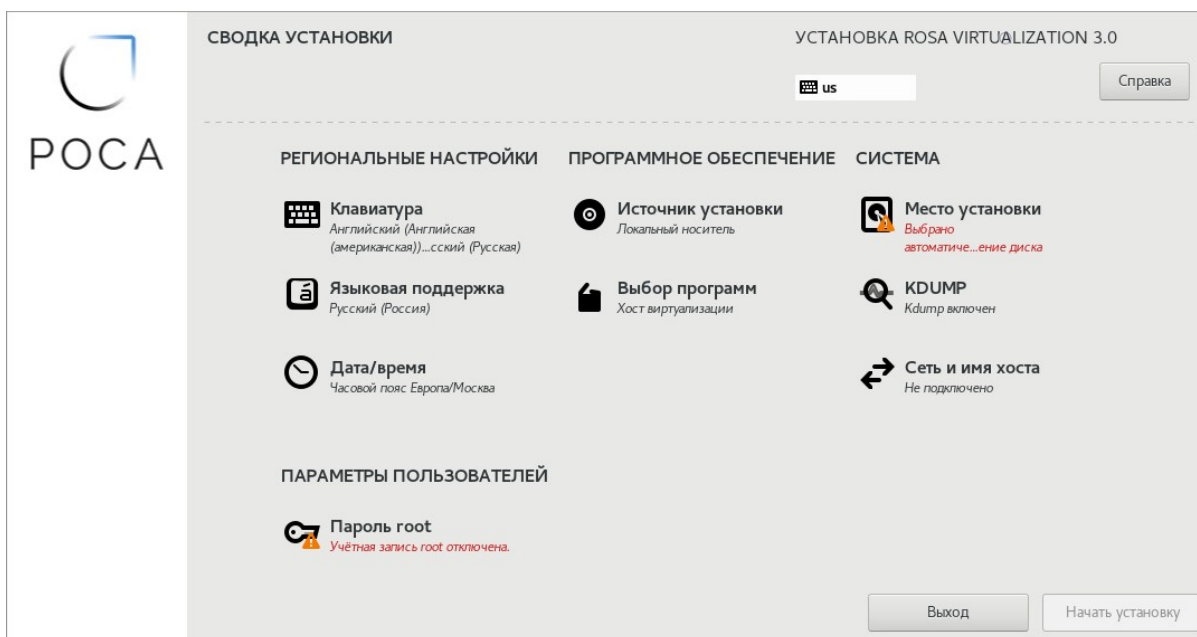 РОСА
СВОДКА УСТАНОВКИ
УСТАНОВКА ROSA VIRTUALIZATION 3.0
us
Справка
РЕГИОНАЛЬНЫЕ НАСТРОЙКИ
Клавиатура
Английский (Английская
(американская))...сский (Русская)
á
Языковая поддержка
Русский (Россия)
Дата/время
Часовой пояс Европа/Москва
ПРОГРАММНОЕ ОБЕСПЕЧЕНИЕ
Источник установки
Локальный носитель
Выбор программ
Хост виртуализации
СИСТЕМА
Место установки
Выбрано
автоматиче...ение диска
KDUMP
Kdump включен
Сеть и имя хоста
Не подключено
ПАРАМЕТРЫ ПОЛЬЗОВАТЕЛЕЙ
Пароль root
Учётная запись root отключена.
Выход
Начать установку